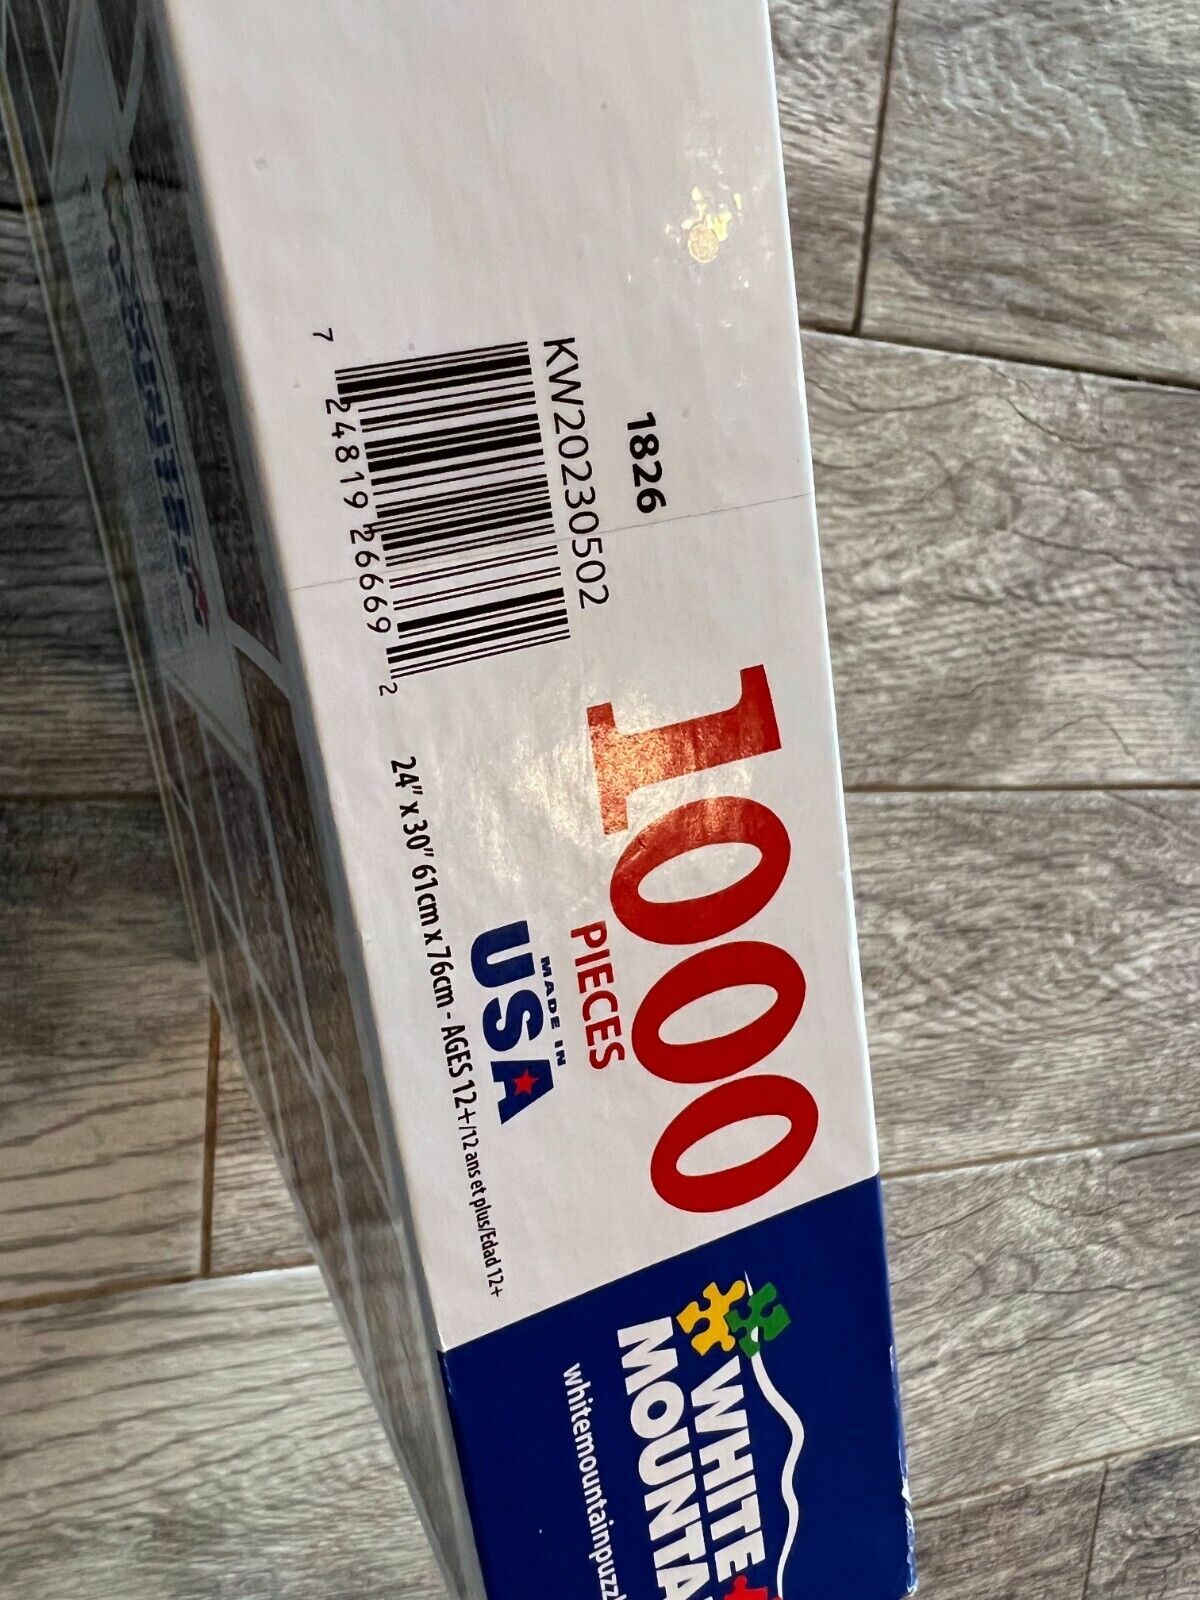 1826
KW20230502
7 24819 26669 2
1000
PIECES
MADE IN
USA
24" x 30" 61cm x 76cm - AGES 12+/12 ans et plus/Edad 12+
WHITE
MOUNTA
whitemountainpuzzl